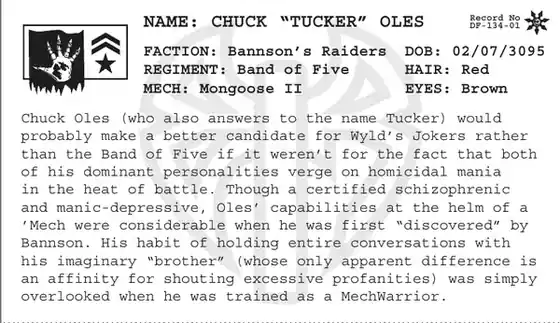 NAME: CHUCK “TUCKER” OLES
Record No
DF-134-01
FACTION: Bannson’s Raiders DOB: 02/07/3095
REGIMENT: Band of Five HAIR: Red
MECH: Mongoose II EYES: Brown
Chuck Oles (who also answers to the name Tucker) would
probably make a better candidate for Wyld’s Jokers rather
than the Band of Five if it weren’t for the fact that both
of his dominant personalities verge on homicidal mania
in the heat of battle. Though a certified schizophrenic
and manic-depressive, Oles’ capabilities at the helm of a
’Mech were considerable when he was first “discovered” by
Bannson. His habit of holding entire conversations with
his imaginary “brother” (whose only apparent difference is
an affinity for shouting excessive profanities) was simply
overlooked when he was trained as a MechWarrior.